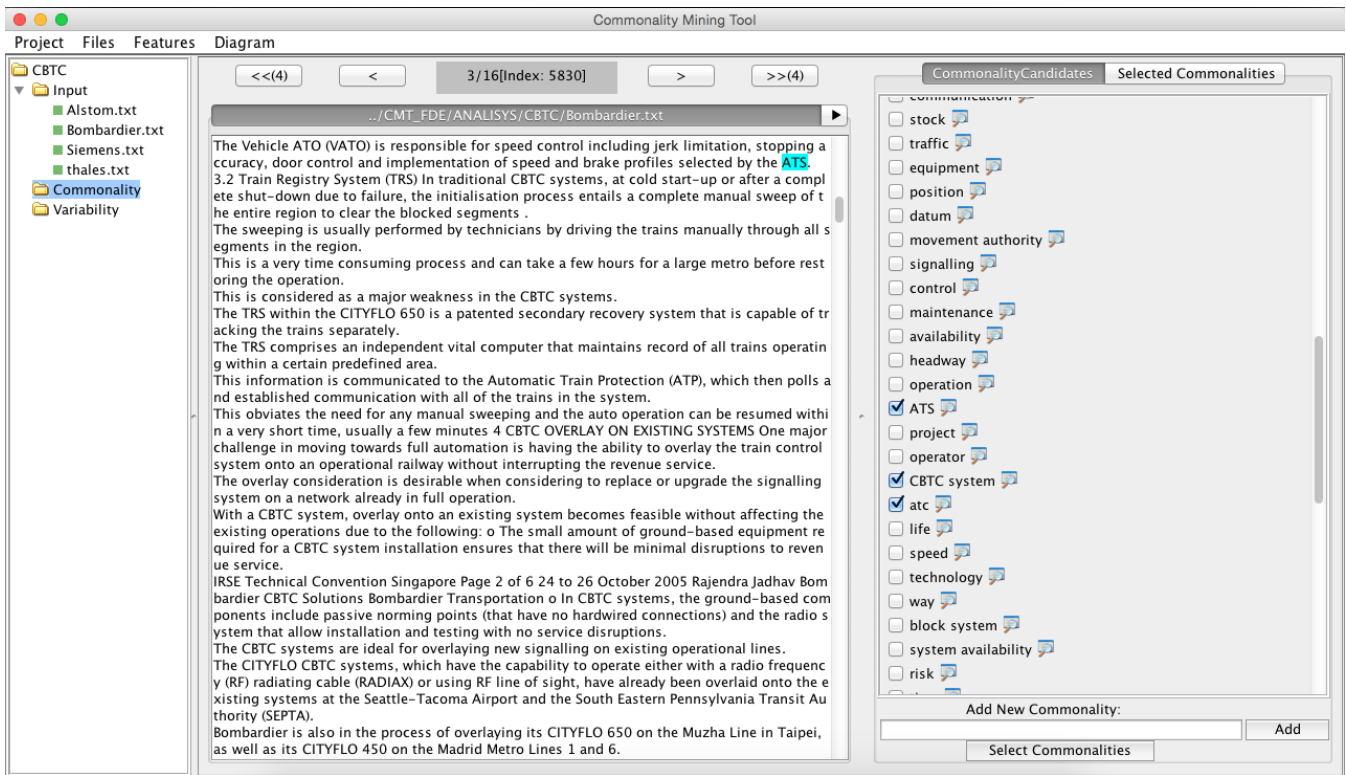 Commonality Mining Tool
Project Files Features Diagram
CBTC
Input
Alstom.txt
Bombardier.txt
Siemens.txt
thales.txt
Commonality
Variability
<<(4) < 3/16[Index: 5830] > >>(4)
../CMT_FDE/ANALISYS/CBTC/Bombardier.txt
The Vehicle ATO (VATO) is responsible for speed control including jerk limitation, stopping a
ccuracy, door control and implementation of speed and brake profiles selected by the ATS.
3.2 Train Registry System (TRS) In traditional CBTC systems, at cold start-up or after a compl
ete shut-down due to failure, the initialisation process entails a complete manual sweep of t
he entire region to clear the blocked segments .
The sweeping is usually performed by technicians by driving the trains manually through all s
egments in the region.
This is a very time consuming process and can take a few hours for a large metro before rest
oring the operation.
This is considered as a major weakness in the CBTC systems.
The TRS within the CITYFLO 650 is a patented secondary recovery system that is capable of tr
acking the trains separately.
The TRS comprises an independent vital computer that maintains record of all trains operatin
g within a certain predefined area.
This information is communicated to the Automatic Train Protection (ATP), which then polls a
nd established communication with all of the trains in the system.
This obviates the need for any manual sweeping and the auto operation can be resumed withi
n a very short time, usually a few minutes 4 CBTC OVERLAY ON EXISTING SYSTEMS One major
challenge in moving towards full automation is having the ability to overlay the train control
system onto an operational railway without interrupting the revenue service.
The overlay consideration is desirable when considering to replace or upgrade the signalling
system on a network already in full operation.
With a CBTC system, overlay onto an existing system becomes feasible without affecting the
existing operations due to the following: o The small amount of ground-based equipment re
quired for a CBTC system installation ensures that there will be minimal disruptions to reven
ue service.
IRSE Technical Convention Singapore Page 2 of 6 24 to 26 October 2005 Rajendra Jadhav Bom
bardier CBTC Solutions Bombardier Transportation o In CBTC systems, the ground-based com
ponents include passive norming points (that have no hardwired connections) and the radio s
ystem that allow installation and testing with no service disruptions.
The CBTC systems are ideal for overlaying new signalling on existing operational lines.
The CITYFLO CBTC systems, which have the capability to operate either with a radio frequenc
y (RF) radiating cable (RADIAX) or using RF line of sight, have already been overlaid onto the e
xisting systems at the Seattle-Tacoma Airport and the South Eastern Pennsylvania Transit Au
thority (SEPTA).
Bombardier is also in the process of overlaying its CITYFLO 650 on the Muzha Line in Taipei,
as well as its CITYFLO 450 on the Madrid Metro Lines 1 and 6.
CommonalityCandidates Selected Commonalities
communication
stock
traffic
equipment
position
datum
movement authority
signalling
control
maintenance
availability
headway
operation
ATS
project
operator
CBTC system
atc
life
speed
technology
way
block system
system availability
risk
Add New Commonality:
Add
Select Commonalities